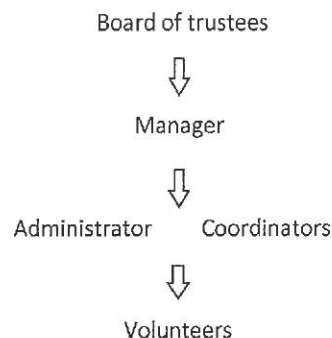 Board of trustees
Manager
Administrator Coordinators
Volunteers